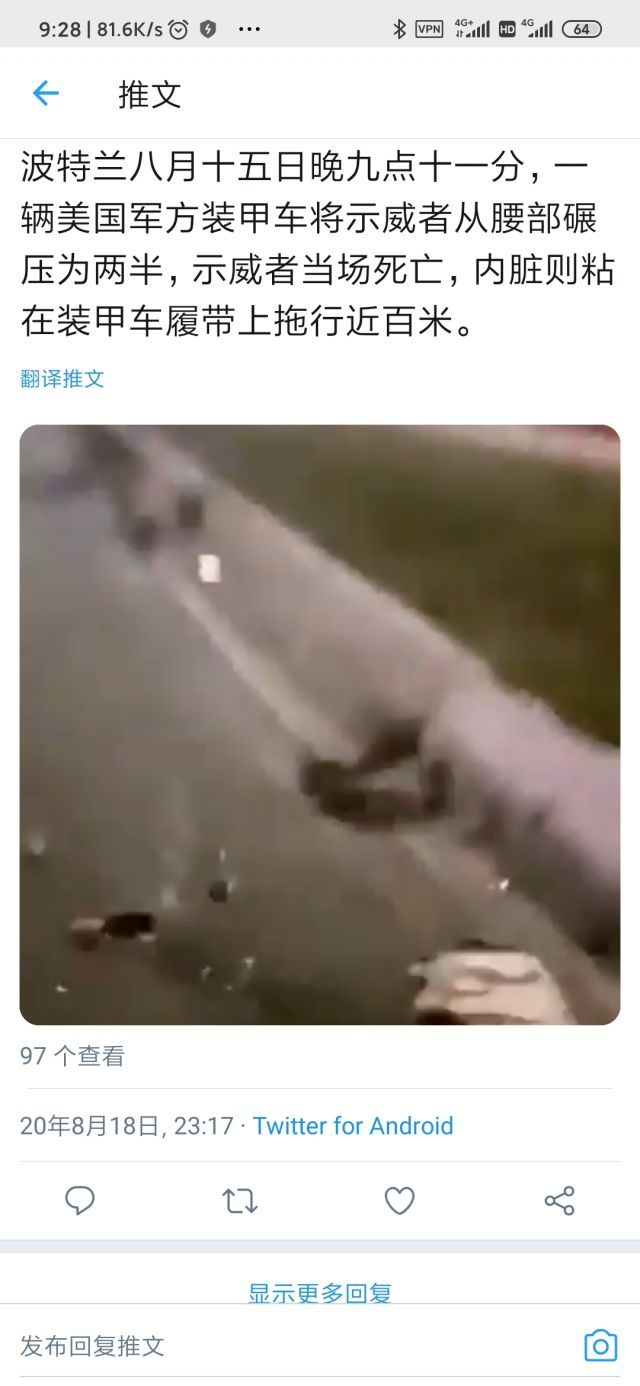 9:28 | 81.6K/s ...
VPN 4G+ HD 4G 64
推文
波特兰八月十五日晚九点十一分，一
辆美国军方装甲车将示威者从腰部碾
压为两半，示威者当场死亡，内脏则粘
在装甲车履带上拖行近百米。
翻译推文
97 个查看
20年8月18日, 23:17 · Twitter for Android
显示更多回复
发布回复推文